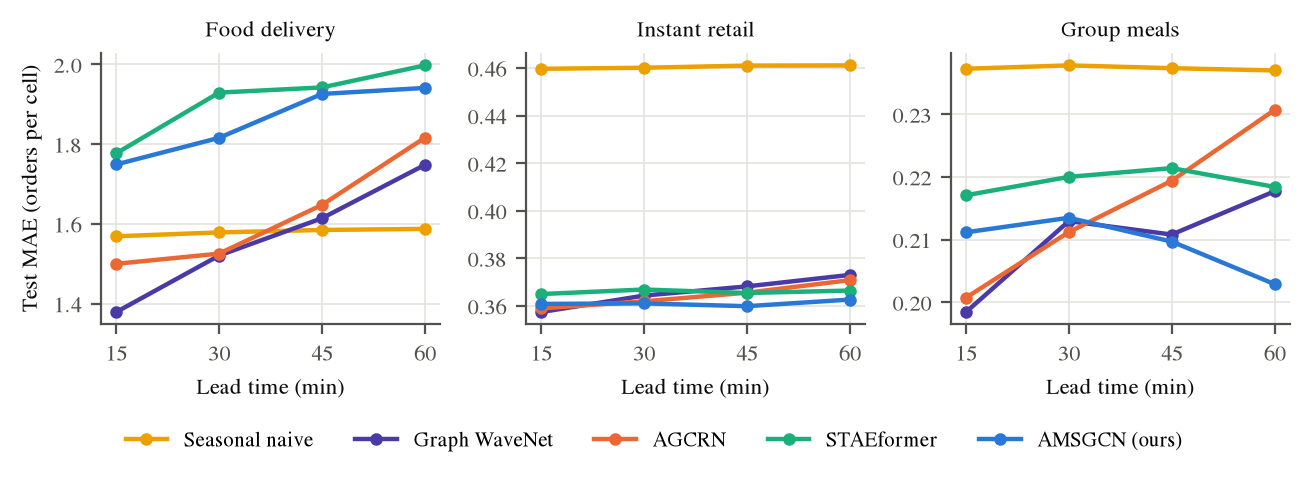 Food delivery
Instant retail
Group meals
Test MAE (orders per cell)
2.0
1.8
1.6
1.4
0.46
0.44
0.42
0.40
0.38
0.36
0.23
0.22
0.21
0.20
15 30 45 60
15 30 45 60
15 30 45 60
Lead time (min)
Lead time (min)
Lead time (min)
Seasonal naive Graph WaveNet AGCRN STAEformer AMSGCN (ours)